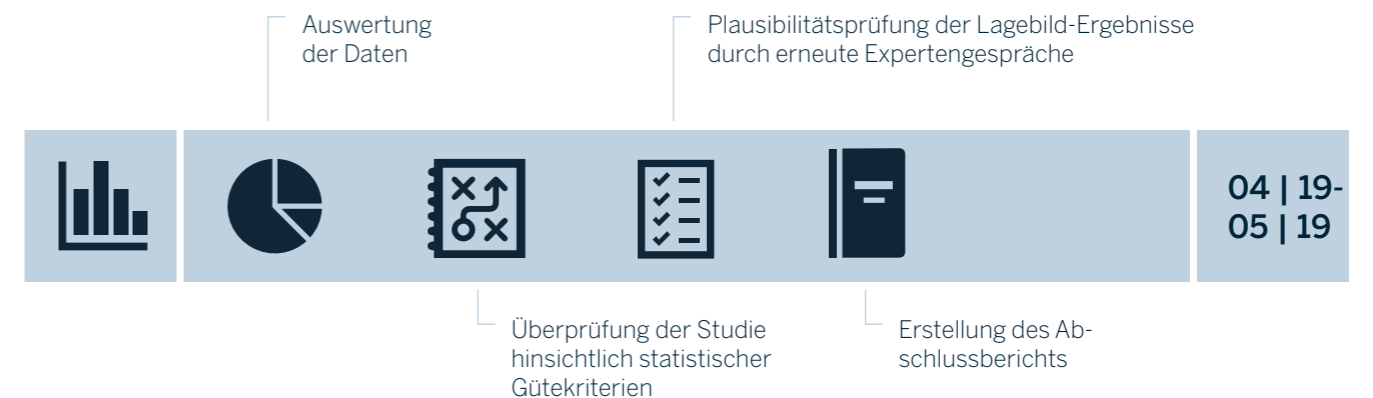 Auswertung
der Daten
Plausibilitätsprüfung der Lagebild-Ergebnisse
durch erneute Expertengespräche
04 | 19-
05 | 19
Überprüfung der Studie
hinsichtlich statistischer
Gütekriterien
Erstellung des Ab-
schlussberichts